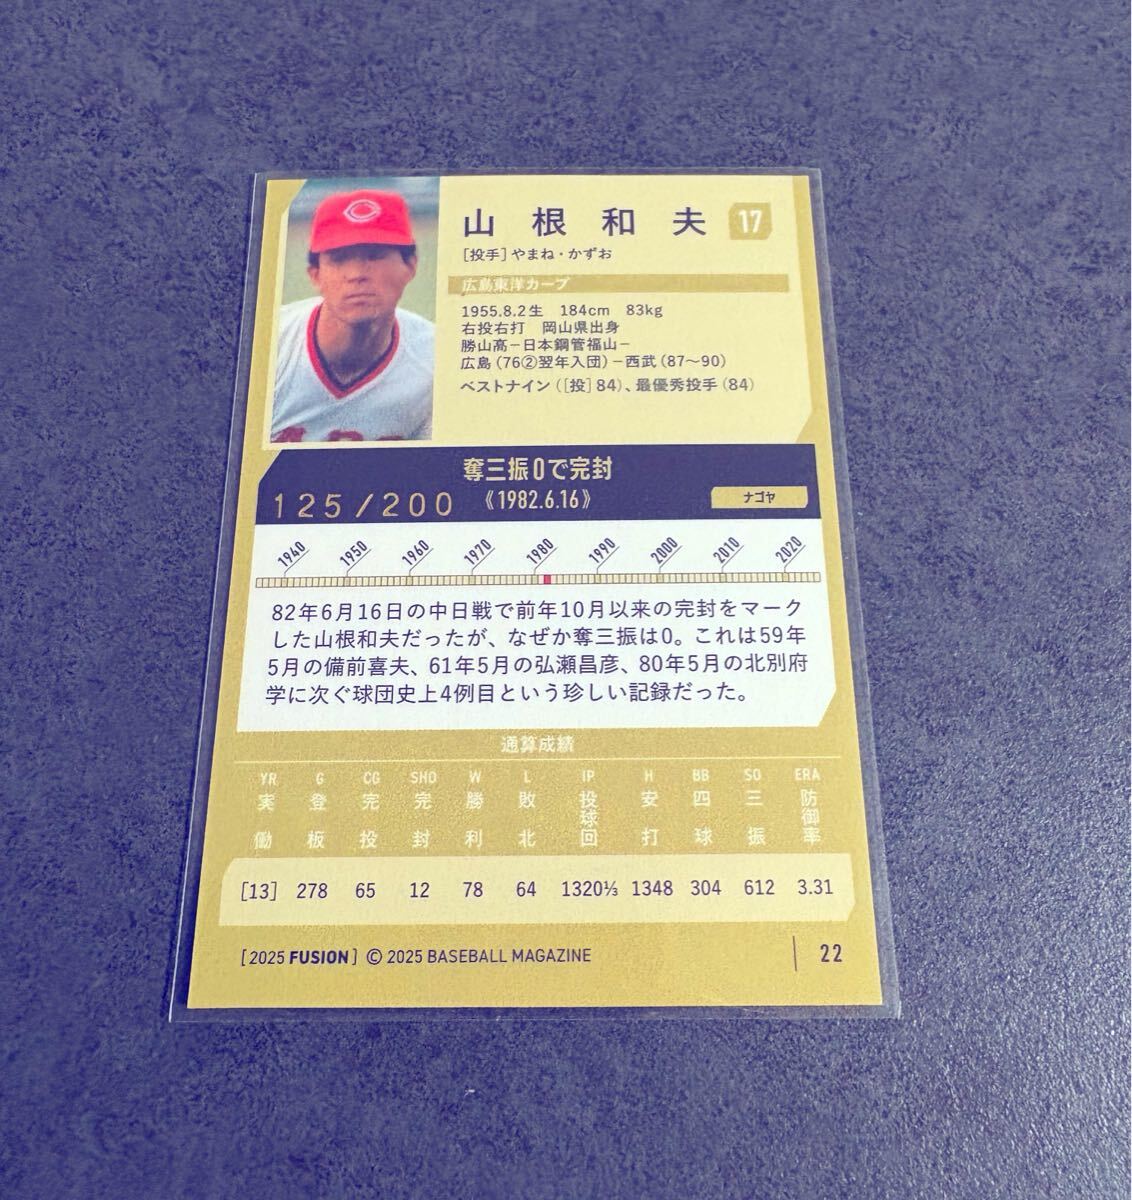 山根和夫 17
[投手]やまね・かずお
広島東洋カープ
1955.8.2生 184cm 83kg
右投右打 岡山県出身
勝山高－日本鋼管福山－
広島(76②翌年入団)－西武(87〜90)
ベストナイン([投]84)、最優秀投手(84)
奪三振0で完封
125/200 《1982.6.16》 ナゴヤ
1940 1950 1960 1970 1980 1990 2000 2010 2020
82年6月16日の中日戦で前年10月以来の完封をマーク
した山根和夫だったが、なぜか奪三振は0。これは59年
5月の備前喜夫、61年5月の弘瀬昌彦、80年5月の北別府
学に次ぐ球団史上4例目という珍しい記録だった。
通算成績
YR G CG SHO W L IP H BB SO ERA
実働 登板 完投 完封 勝利 敗北 投球回 安打 四球 三振 防御率
[13] 278 65 12 78 64 1320⅓ 1348 304 612 3.31
[2025 FUSION] © 2025 BASEBALL MAGAZINE 22